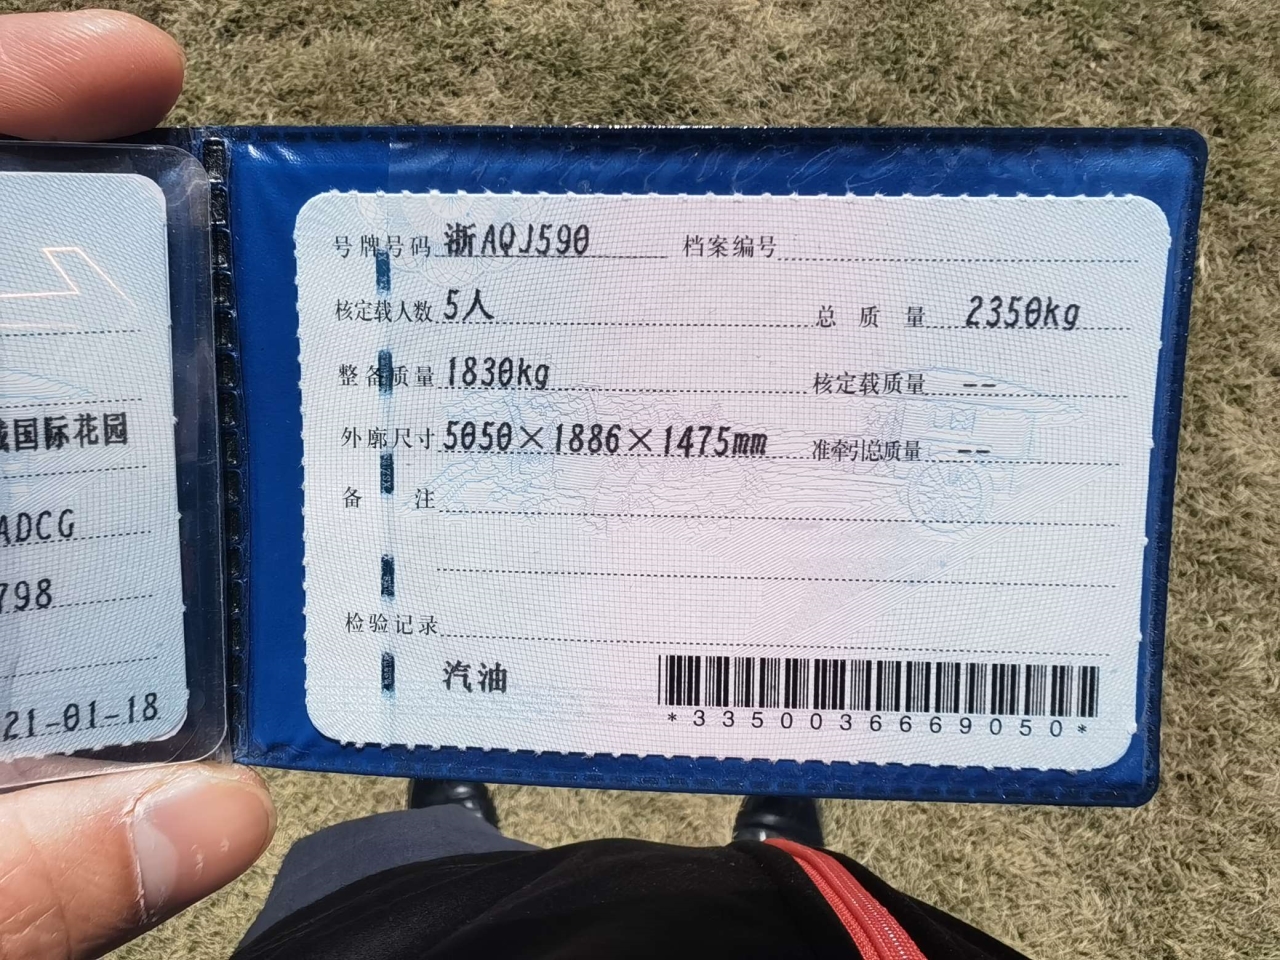 号牌号码 浙AQJ590 档案编号
核定载人数 5人 总质量 2350kg
整备质量 1830kg 核定载质量 --
外廓尺寸 5050×1886×1475mm 准牵引总质量 --
备注
检验记录
汽油
*3350036669050*
国际花园
ADCG
798
21-01-18